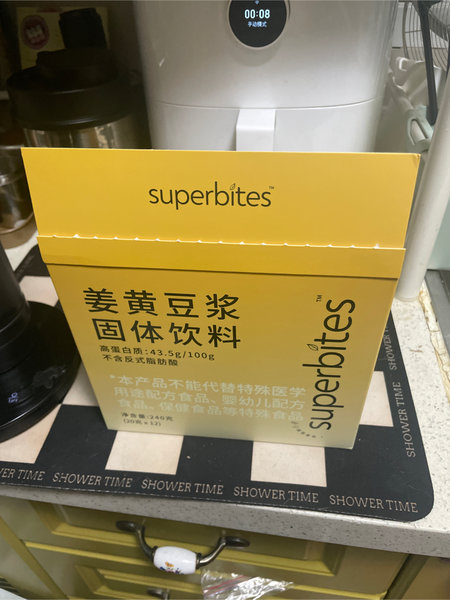 00:08
手动模式
superbites™
姜黄豆浆
固体饮料
高蛋白质:43.5g/100g
不含反式脂肪酸
*本产品不能代替特殊医学
用途配方食品、婴幼儿配方
食品、保健食品等特殊食品
净含量:240克
(20克 x 12)
superbites™
SHOWER TIME
SHOWER TIME
SHOWER TIME
SHOWER TIME
SHOWER TIME
SHOWER TIME